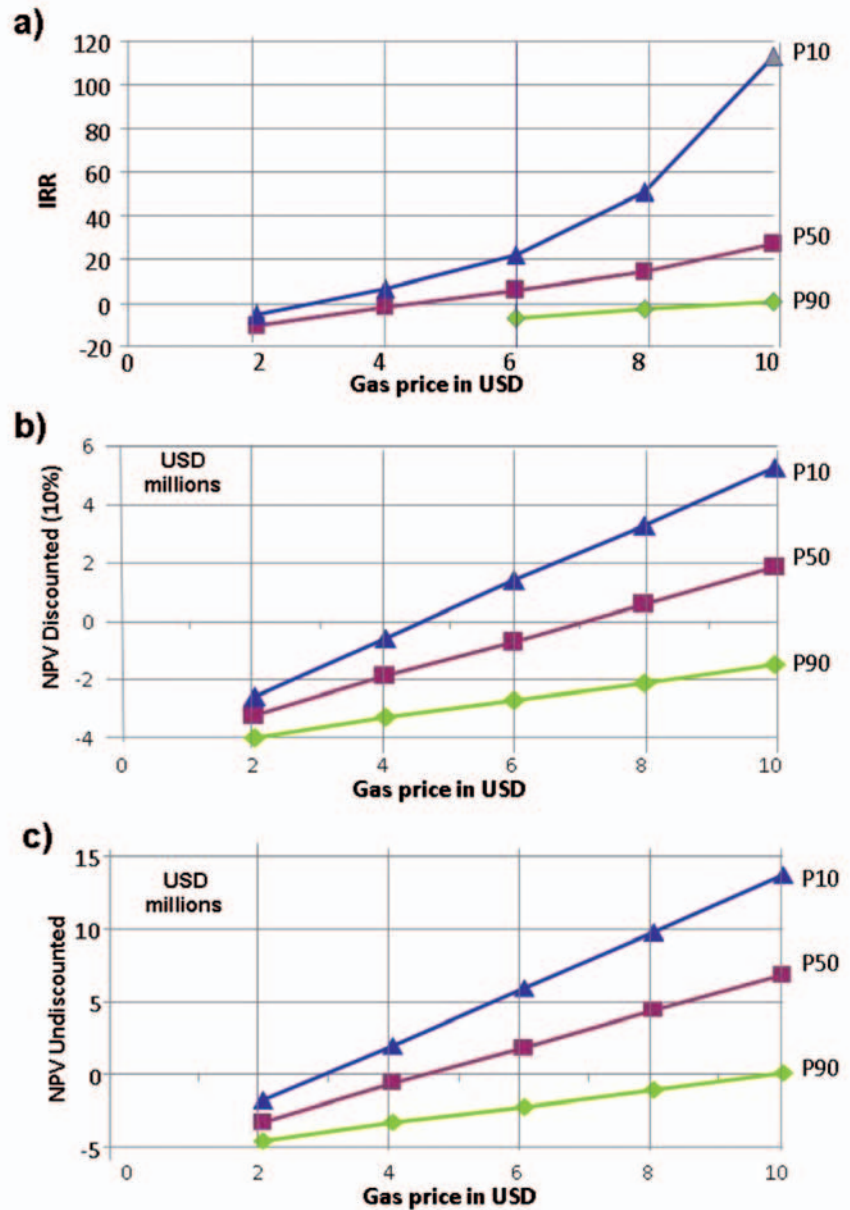 a)
120
100
80
60
40
20
0
-20
IRR
0 2 4 6 8 10
Gas price in USD
P10
P50
P90
b)
6
4
2
0
-2
-4
NPV Discounted (10%)
USD
millions
0 2 4 6 8 10
Gas price in USD
P10
P50
P90
c)
15
10
5
0
-5
NPV Undiscounted
USD
millions
0 2 4 6 8 10
Gas price in USD
P10
P50
P90